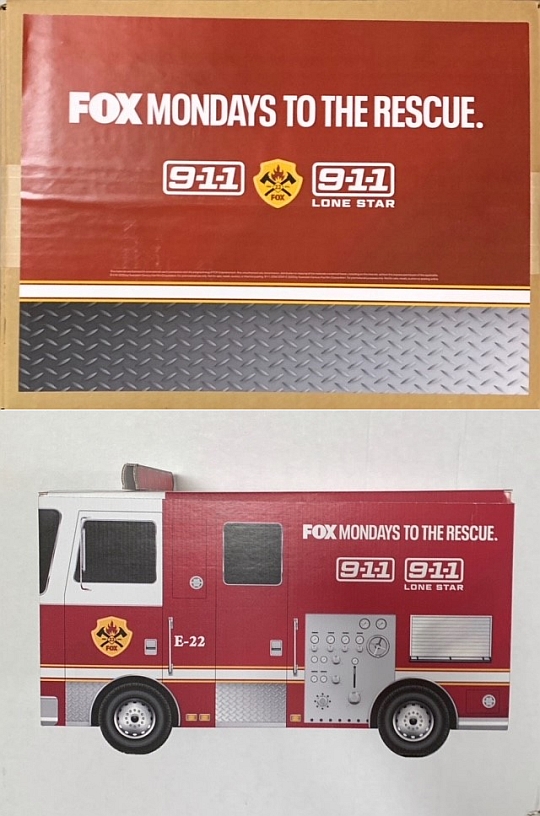 FOX MONDAYS TO THE RESCUE.
9-1-1
FOX
9-1-1
LONE STAR
FOX MONDAYS TO THE RESCUE.
9-1-1
9-1-1
LONE STAR
FOX
E-22